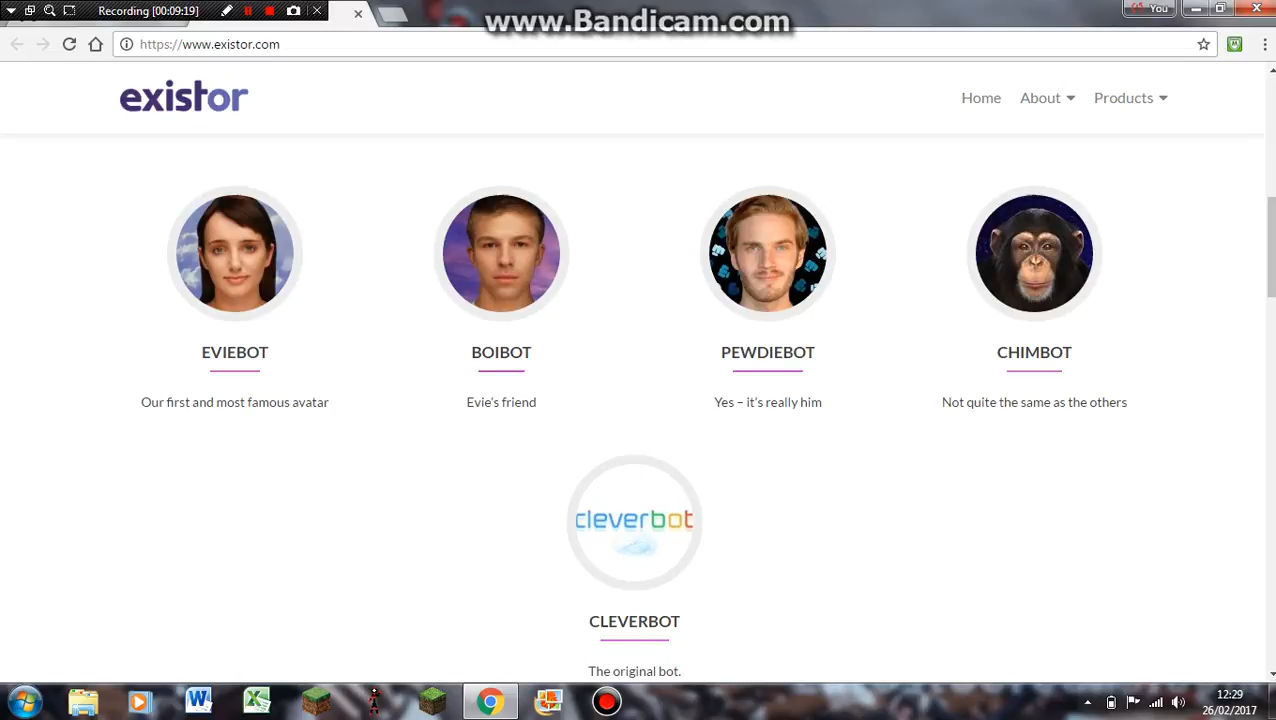 Recording [00:09:19]
www.Bandicam.com
You
https://www.existor.com
existor
Home About Products
EVIEBOT BOIBOT PEWDIEBOT CHIMBOT
Our first and most famous avatar Evie's friend Yes – it's really him Not quite the same as the others
cleverbot
CLEVERBOT
The original bot.
12:29
26/02/2017